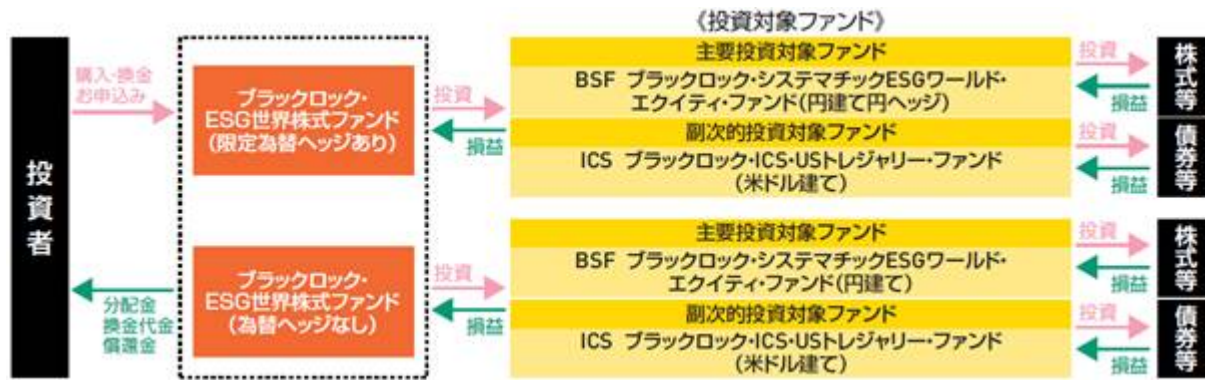 《投資対象ファンド》
投資者
購入・換金
お申込み
ブラックロック・
ESG世界株式ファンド
(限定為替ヘッジあり)
投資
損益
主要投資対象ファンド
BSF ブラックロック・システマチックESGワールド・
エクイティ・ファンド(円建て円ヘッジ)
投資
損益
株式等
副次的投資対象ファンド
ICS ブラックロック・ICS・USトレジャリー・ファンド
(米ドル建て)
投資
損益
債券等
分配金
換金代金
償還金
ブラックロック・
ESG世界株式ファンド
(為替ヘッジなし)
投資
損益
主要投資対象ファンド
BSF ブラックロック・システマチックESGワールド・
エクイティ・ファンド(円建て)
投資
損益
株式等
副次的投資対象ファンド
ICS ブラックロック・ICS・USトレジャリー・ファンド
(米ドル建て)
投資
損益
債券等